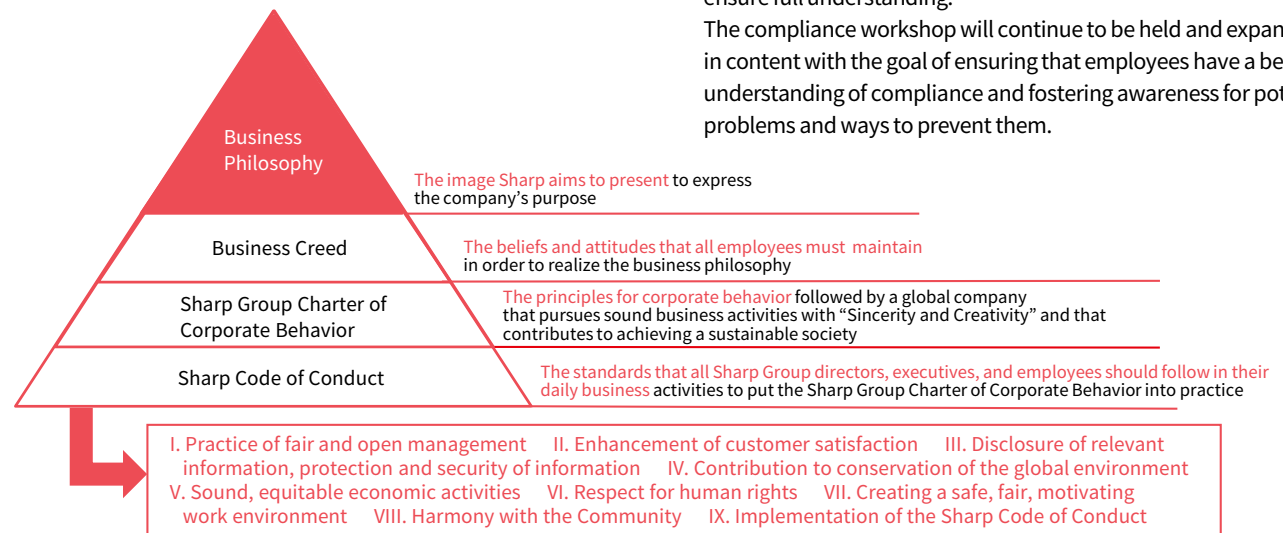 ensure full understanding.
The compliance workshop will continue to be held and expan
in content with the goal of ensuring that employees have a be
understanding of compliance and fostering awareness for pot
problems and ways to prevent them.
Business
Philosophy
The image Sharp aims to present to express
the company's purpose
Business Creed
The beliefs and attitudes that all employees must maintain
in order to realize the business philosophy
Sharp Group Charter of
Corporate Behavior
The principles for corporate behavior followed by a global company
that pursues sound business activities with “Sincerity and Creativity” and that
contributes to achieving a sustainable society
Sharp Code of Conduct
The standards that all Sharp Group directors, executives, and employees should follow in their
daily business activities to put the Sharp Group Charter of Corporate Behavior into practice
I. Practice of fair and open management II. Enhancement of customer satisfaction III. Disclosure of relevant
information, protection and security of information IV. Contribution to conservation of the global environment
V. Sound, equitable economic activities VI. Respect for human rights VII. Creating a safe, fair, motivating
work environment VIII. Harmony with the Community IX. Implementation of the Sharp Code of Conduct